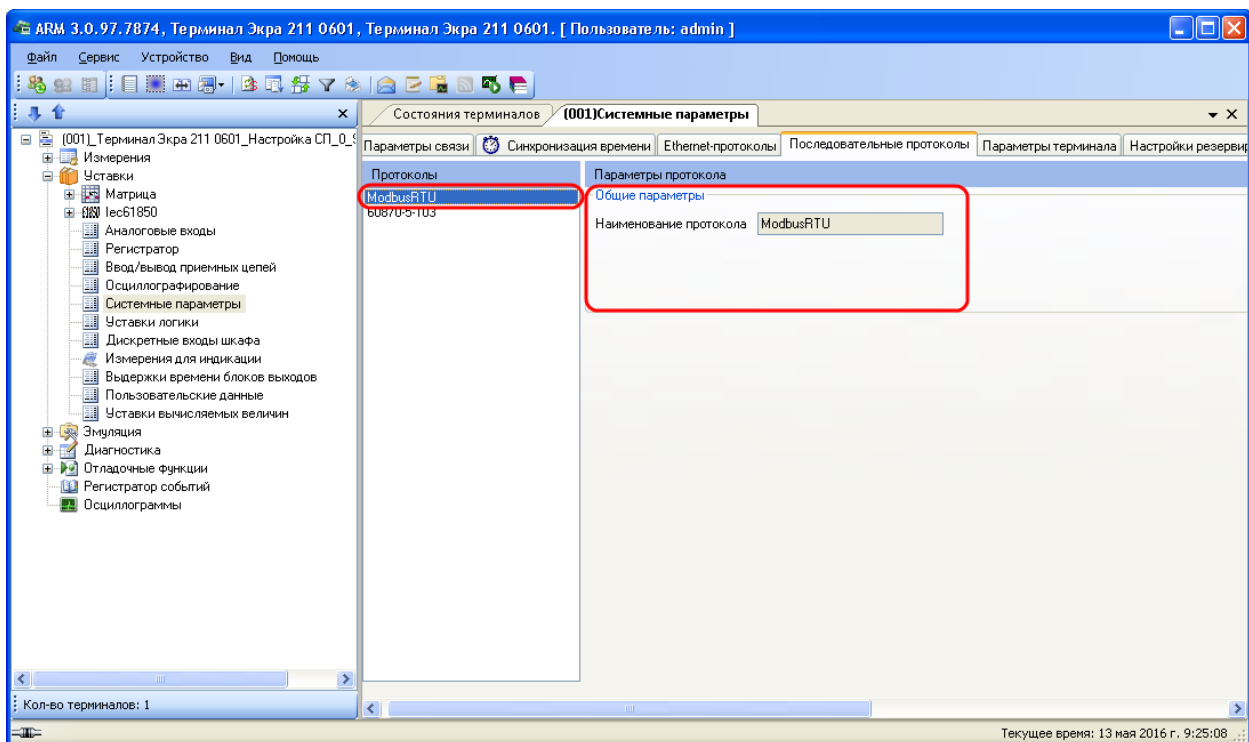 ARM 3.0.97.7874, Терминал Экра 211 0601, Терминал Экра 211 0601. [ Пользователь: admin ]
Файл Сервис Устройство Вид Помощь
Состояния терминалов (001)Системные параметры
(001)_Терминал Экра 211 0601_Настройка СП_0_
Измерения
Уставки
Матрица
Iec61850
Аналоговые входы
Регистратор
Ввод/вывод приемных цепей
Осциллографирование
Системные параметры
Уставки логики
Дискретные входы шкафа
Измерения для индикации
Выдержки времени блоков выходов
Пользовательские данные
Уставки вычисляемых величин
Эмуляция
Диагностика
Отладочные функции
Регистратор событий
Осциллограммы
Кол-во терминалов: 1
Параметры связи Синхронизация времени Ethernet-протоколы Последовательные протоколы Параметры терминала Настройки резервир
Протоколы
ModbusRTU
60870-5-103
Параметры протокола
Общие параметры
Наименование протокола ModbusRTU
Текущее время: 13 мая 2016 г. 9:25:08